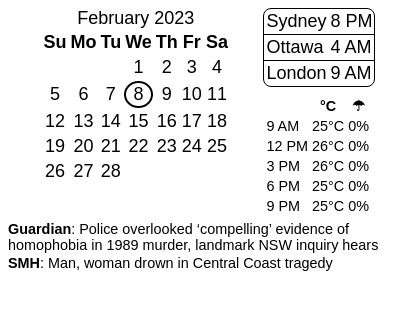 February 2023
Su Mo Tu We Th Fr Sa
1 2 3 4
5 6 7 8 9 10 11
12 13 14 15 16 17 18
19 20 21 22 23 24 25
26 27 28
Sydney 8 PM
Ottawa 4 AM
London 9 AM
°C ☂
9 AM 25°C 0%
12 PM 26°C 0%
3 PM 26°C 0%
6 PM 25°C 0%
9 PM 25°C 0%
Guardian: Police overlooked ‘compelling’ evidence of
homophobia in 1989 murder, landmark NSW inquiry hears
SMH: Man, woman drown in Central Coast tragedy